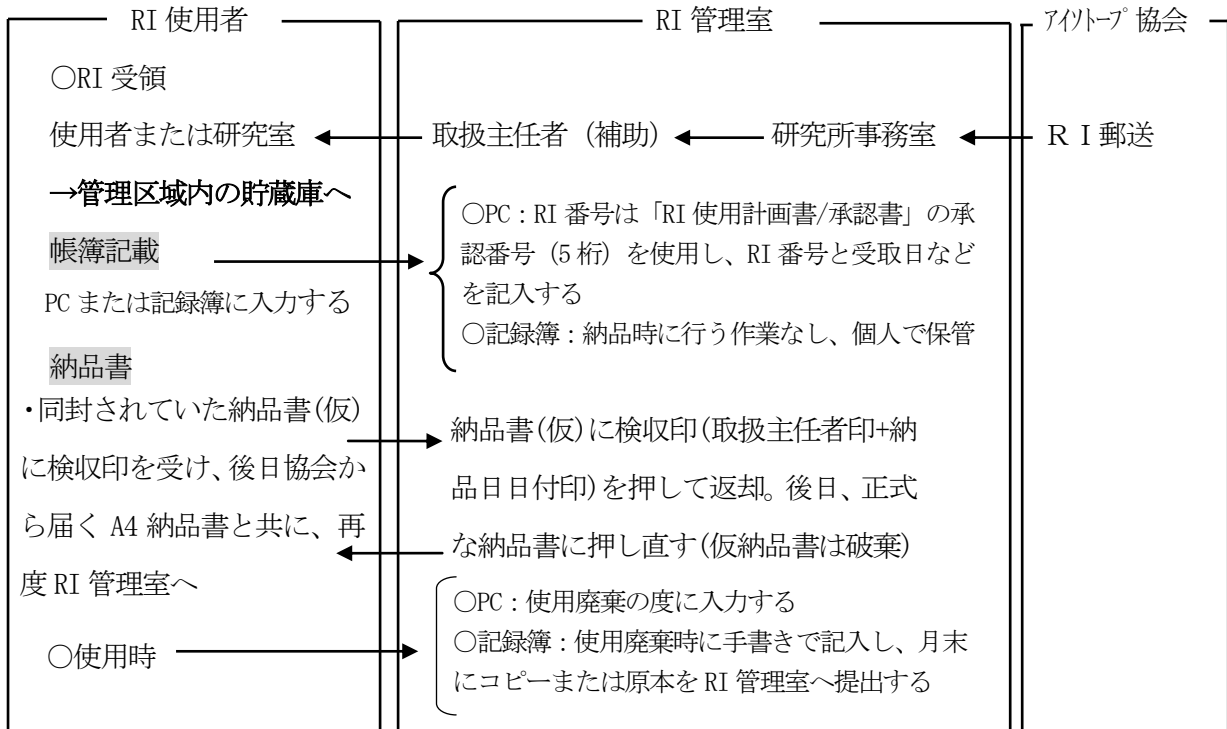 RI 使用者
RI 管理室
ｱｲｿﾄｰﾌﾟ 協会
○RI 受領
使用者または研究室
取扱主任者（補助）
研究所事務室
ＲＩ郵送
→管理区域内の貯蔵庫へ
帳簿記載
PC または記録簿に入力する
○PC：RI 番号は「RI 使用計画書/承認書」の承
認番号（5 桁）を使用し、RI 番号と受取日など
を記入する
○記録簿：納品時に行う作業なし、個人で保管
納品書
・同封されていた納品書(仮)
に検収印を受け、後日協会か
ら届く A4 納品書と共に、再
度 RI 管理室へ
納品書(仮)に検収印(取扱主任者印+納
品日日付印)を押して返却。後日、正式
な納品書に押し直す(仮納品書は破棄)
○使用時
○PC：使用廃棄の度に入力する
○記録簿：使用廃棄時に手書きで記入し、月末
にコピーまたは原本を RI 管理室へ提出する